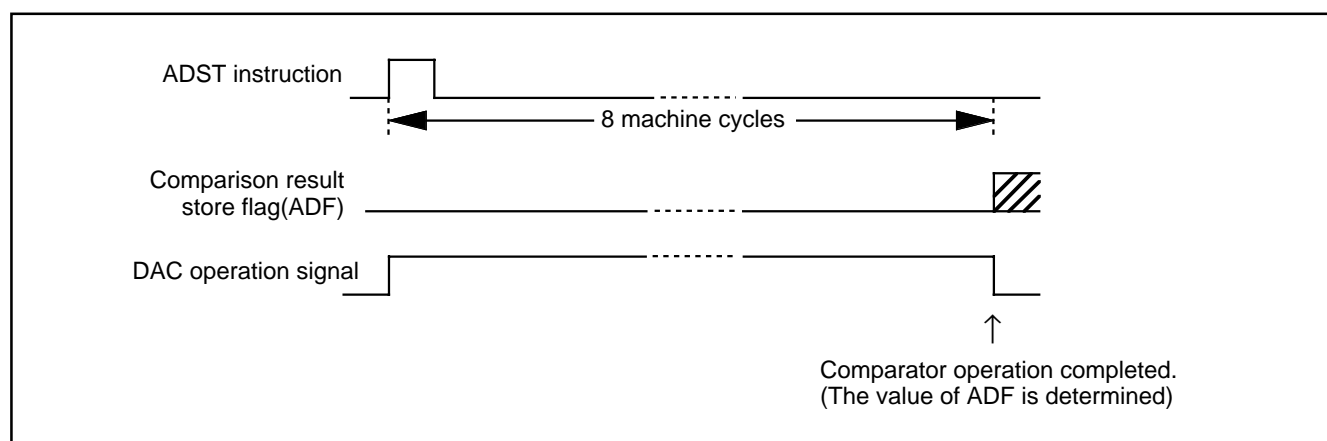 ADST instruction
8 machine cycles
Comparison result
store flag(ADF)
DAC operation signal
Comparator operation completed.
(The value of ADF is determined)